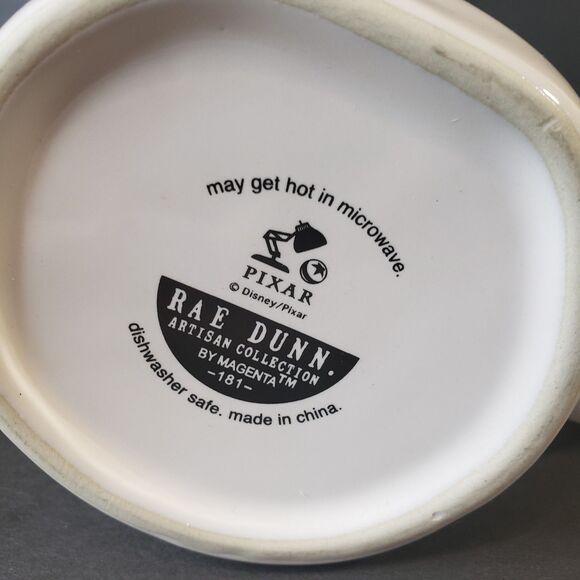 may get hot in microwave.
PIXAR
© Disney/Pixar
RAE DUNN.
ARTISAN COLLECTION
BY MAGENTA™
-181-
dishwasher safe. made in china.